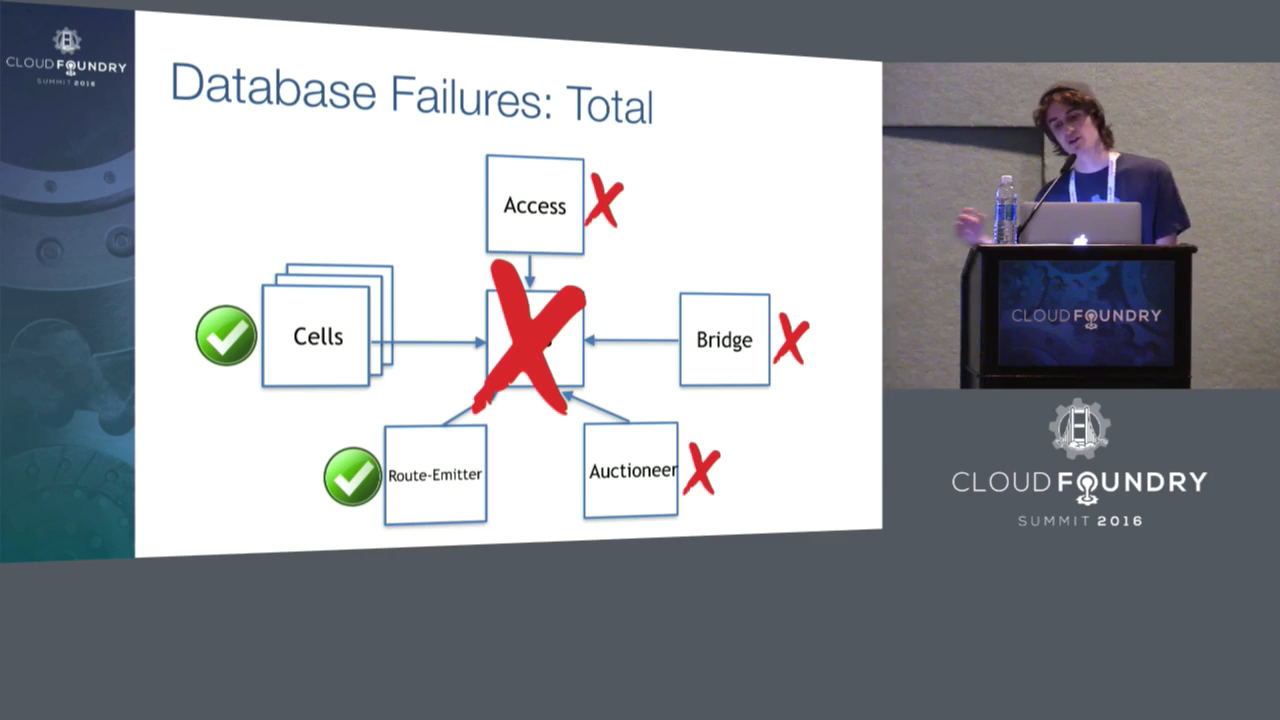 CLOUD FOUNDRY
SUMMIT 2016
Database Failures: Total
Access
Cells
Bridge
Route-Emitter
Auctioneer
CLOUD FOUNDRY
CLOUD FOUNDRY
SUMMIT 2016